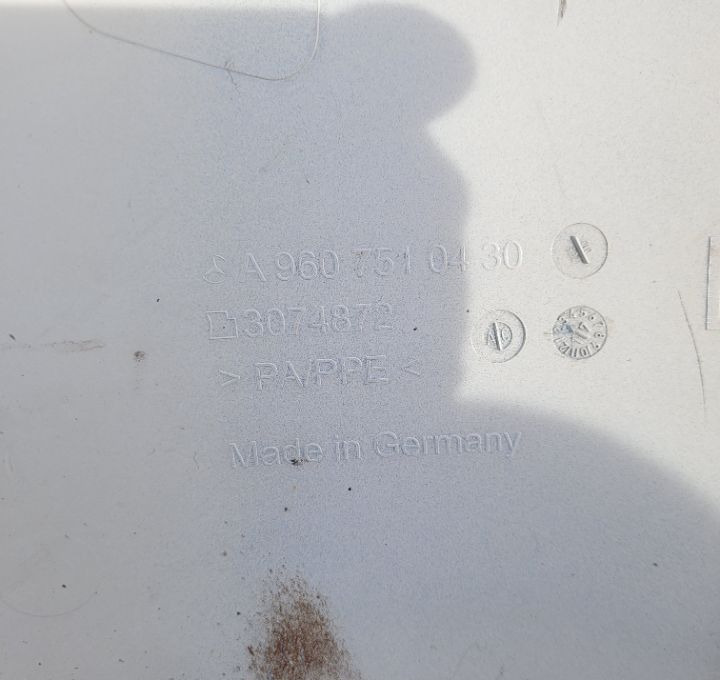 A 960 751 04 30
3074872
> PA/PPE <
Made in Germany